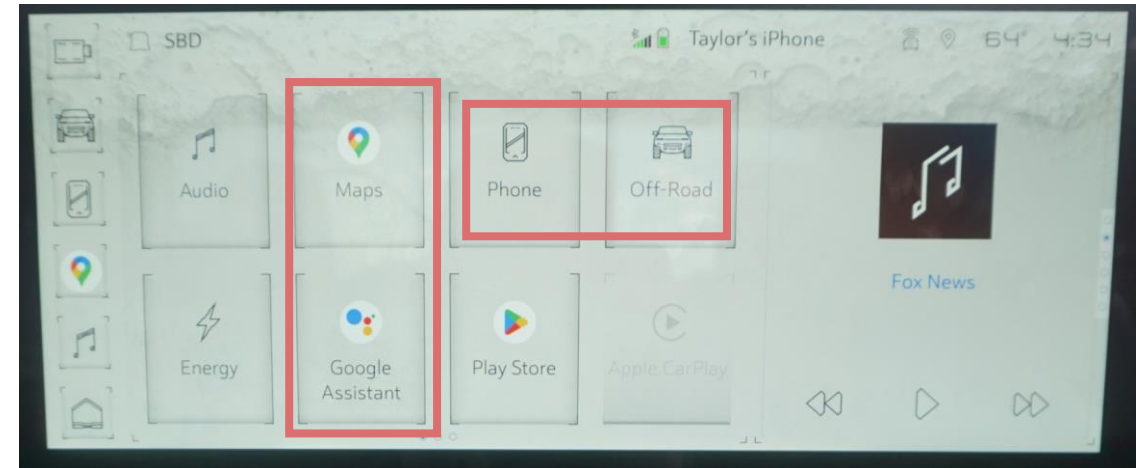 SBD
Taylor's iPhone
64° 4:34
Audio
Maps
Phone
Off-Road
Energy
Google
Assistant
Play Store
Apple CarPlay
Fox News